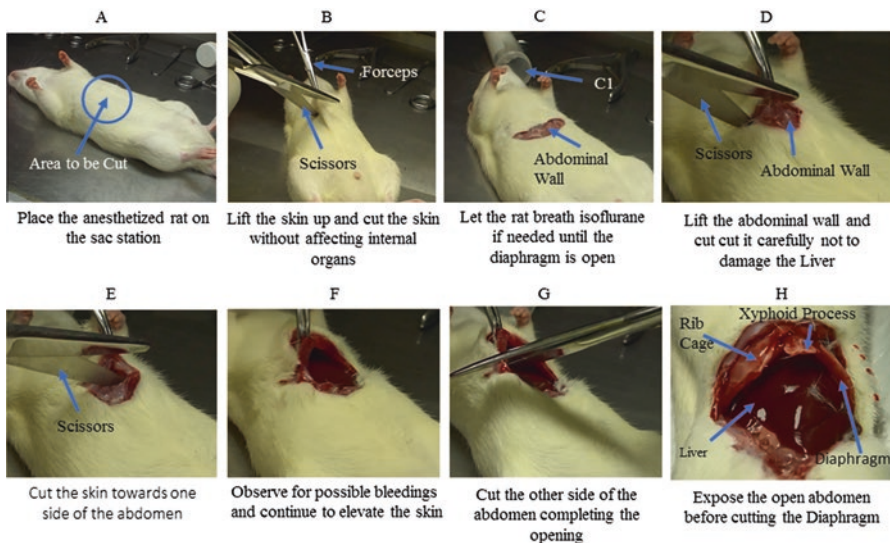 A
Area to be Cut
Place the anesthetized rat on
the sac station
B
Forceps
Scissors
Lift the skin up and cut the skin
without affecting internal
organs
C
C1
Abdominal
Wall
Let the rat breath isoflurane
if needed until the
diaphragm is open
D
Scissors
Abdominal Wall
Lift the abdominal wall and
cut cut it carefully not to
damage the Liver
E
Scissors
Cut the skin towards one
side of the abdomen
F
Observe for possible bleedings
and continue to elevate the skin
G
Cut the other side of the
abdomen completing the
opening
H
Xyphoid Process
Rib
Cage
Liver
Diaphragm
Expose the open abdomen
before cutting the Diaphragm